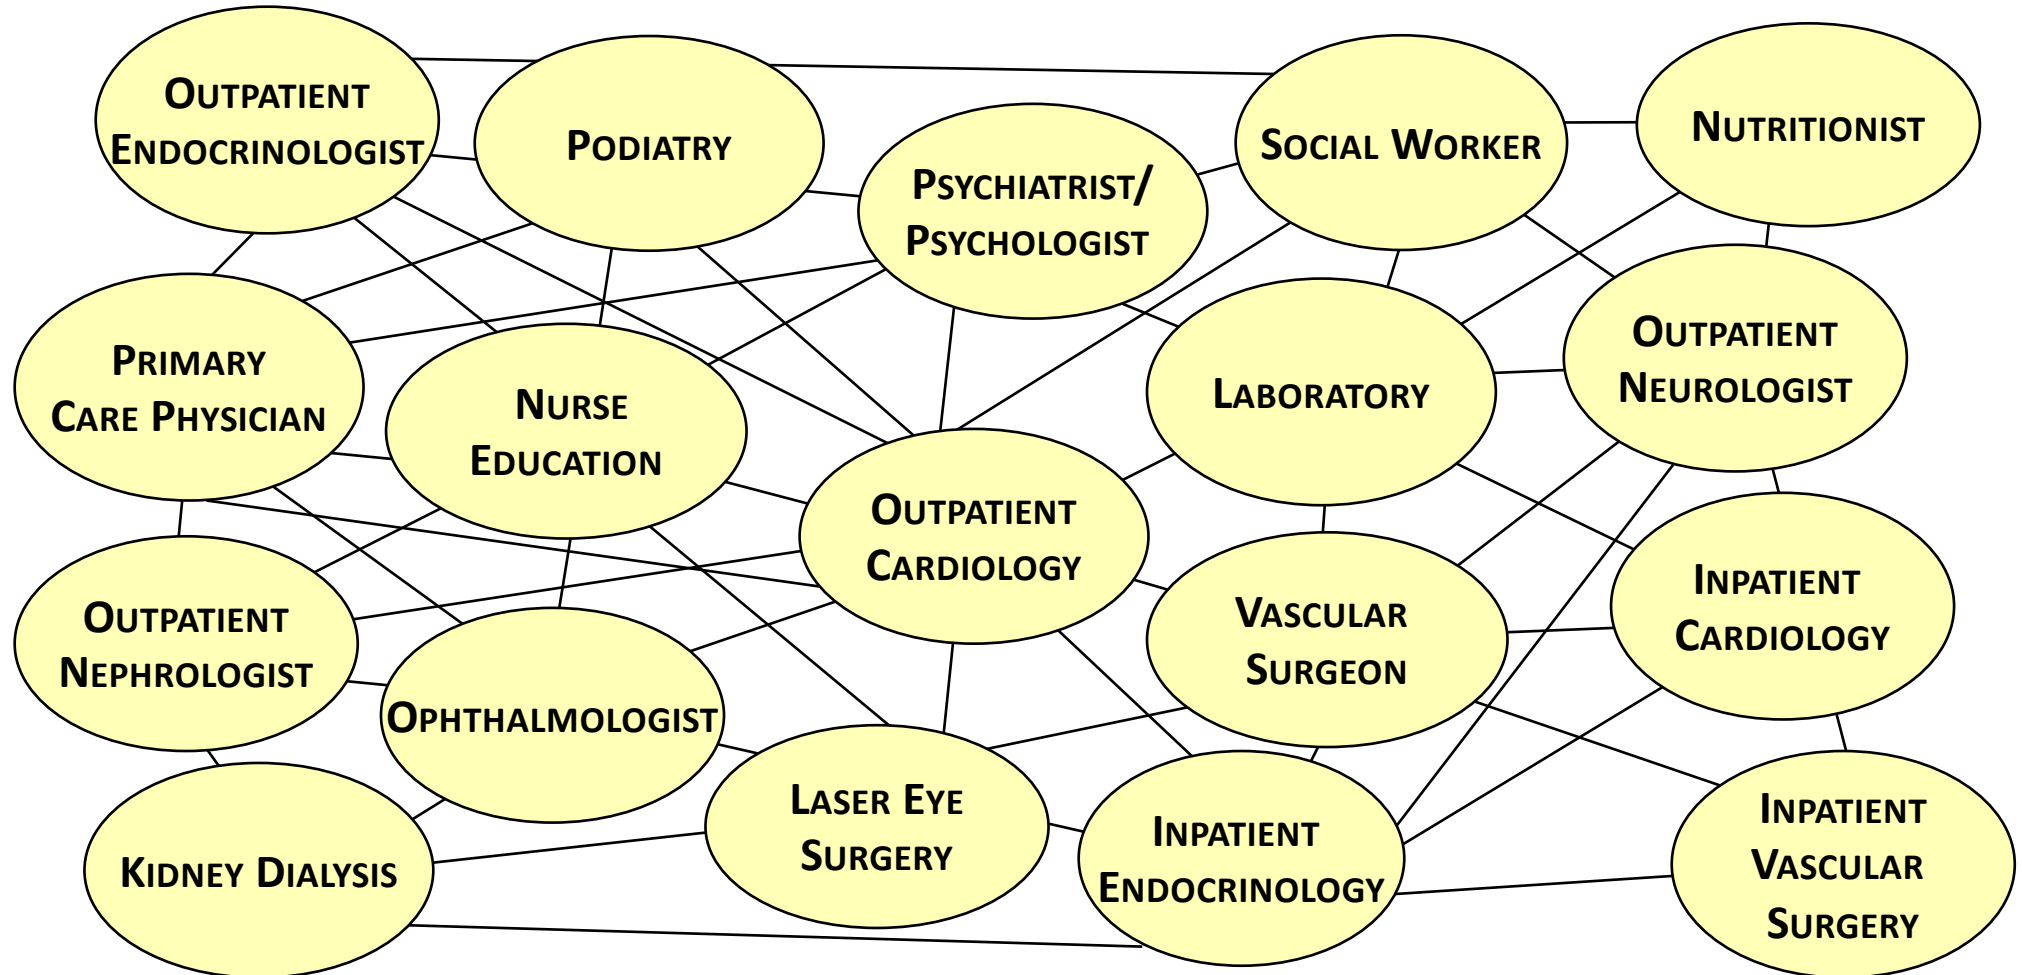 OUTPATIENT
ENDOCRINOLOGIST
PODIATRY
PSYCHIATRIST/
PSYCHOLOGIST
SOCIAL WORKER
NUTRITIONIST
PRIMARY
CARE PHYSICIAN
NURSE
EDUCATION
LABORATORY
OUTPATIENT
NEUROLOGIST
OUTPATIENT
CARDIOLOGY
OUTPATIENT
NEPHROLOGIST
OPHTHALMOLOGIST
VASCULAR
SURGEON
INPATIENT
CARDIOLOGY
KIDNEY DIALYSIS
LASER EYE
SURGERY
INPATIENT
ENDOCRINOLOGY
INPATIENT
VASCULAR
SURGERY